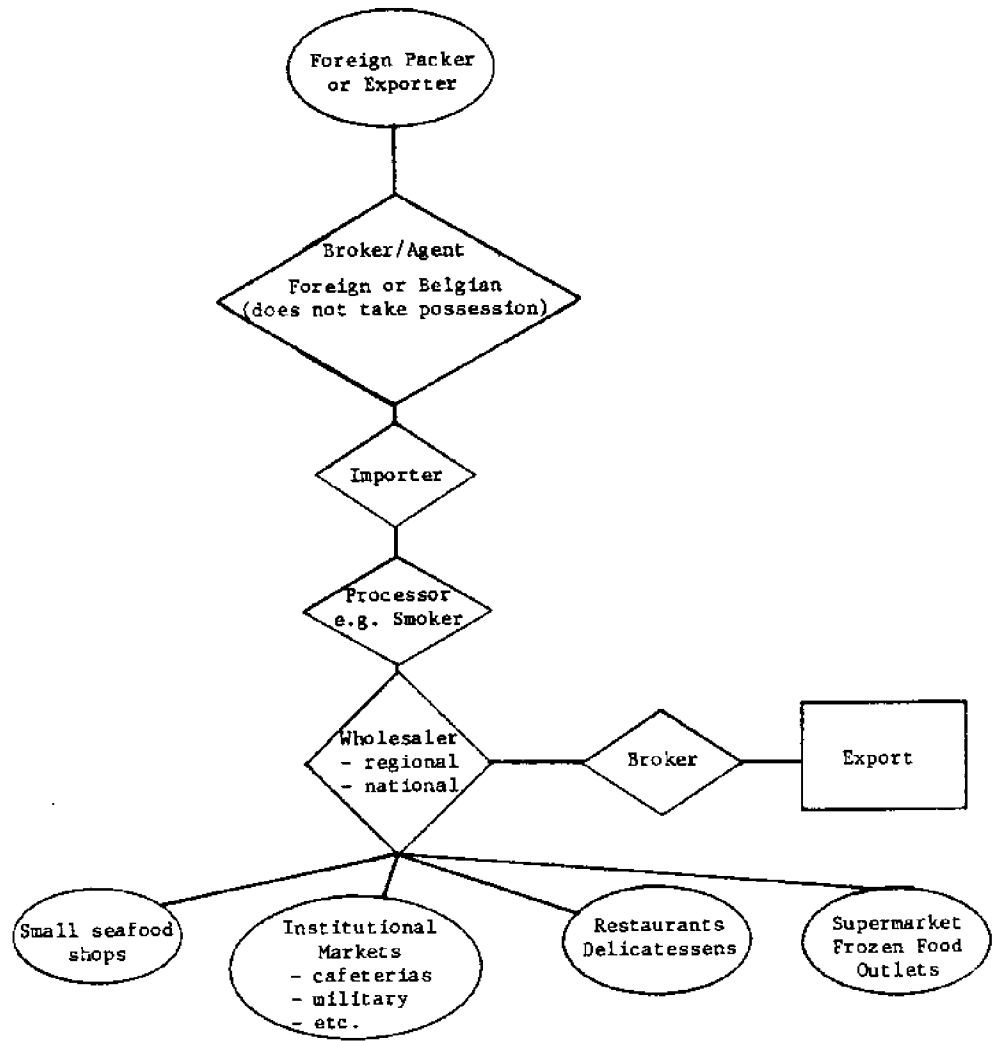 Foreign Packer
or Exporter
Broker/Agent
Foreign or Belgian
(does not take possession)
Importer
Processor
e.g. Smoker
Wholesaler
- regional
- national
Broker
Export
Small seafood
shops
Institutional
Markets
- cafeterias
- military
- etc.
Restaurants
Delicatessens
Supermarket
Frozen Food
Outlets